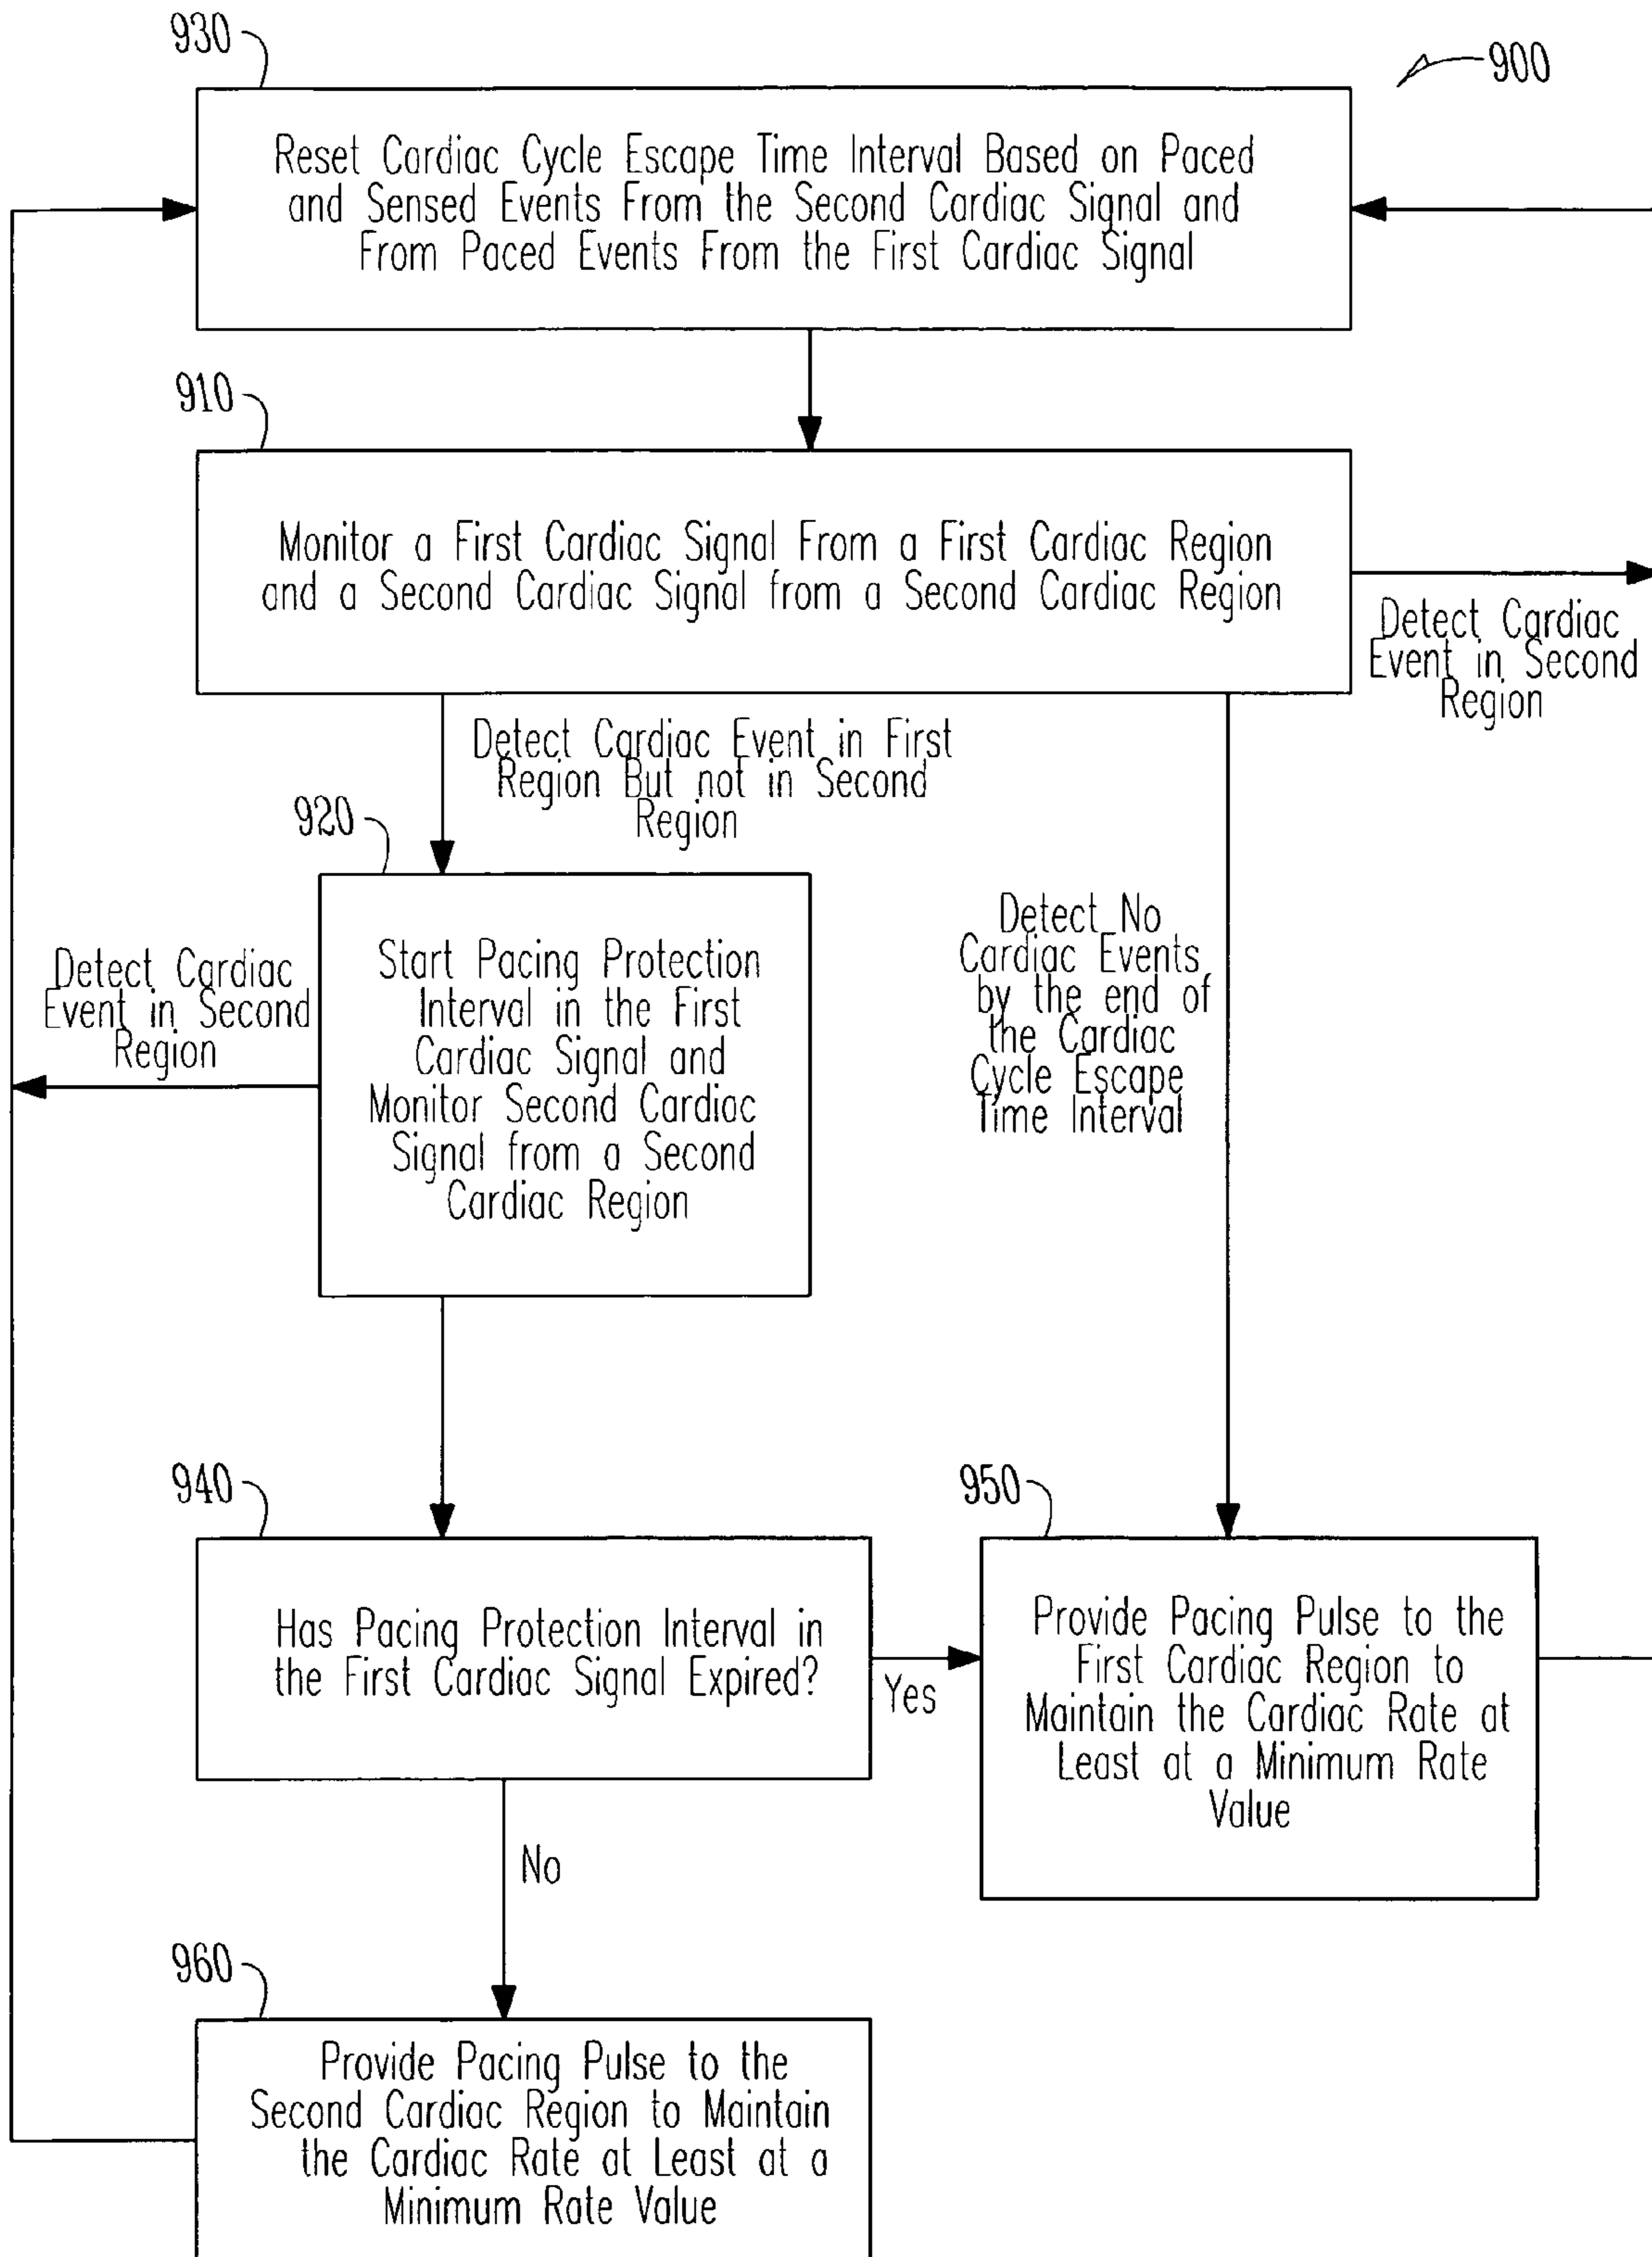 930
900
Reset Cardiac Cycle Escape Time Interval Based on Paced
and Sensed Events From the Second Cardiac Signal and
From Paced Events From the First Cardiac Signal
910
Monitor a First Cardiac Signal From a First Cardiac Region
and a Second Cardiac Signal from a Second Cardiac Region
Detect Cardiac
Event in Second
Region
Detect Cardiac Event in First
Region But not in Second
Region
920
Detect Cardiac
Event in Second
Region
Start Pacing Protection
Interval in the First
Cardiac Signal and
Monitor Second Cardiac
Signal from a Second
Cardiac Region
Detect No
Cardiac Events
by the end of
the Cardiac
Cycle Escape
Time Interval
940
Has Pacing Protection Interval in
the First Cardiac Signal Expired?
Yes
950
Provide Pacing Pulse to the
First Cardiac Region to
Maintain the Cardiac Rate at
Least at a Minimum Rate
Value
No
960
Provide Pacing Pulse to the
Second Cardiac Region to Maintain
the Cardiac Rate at Least at a
Minimum Rate Value